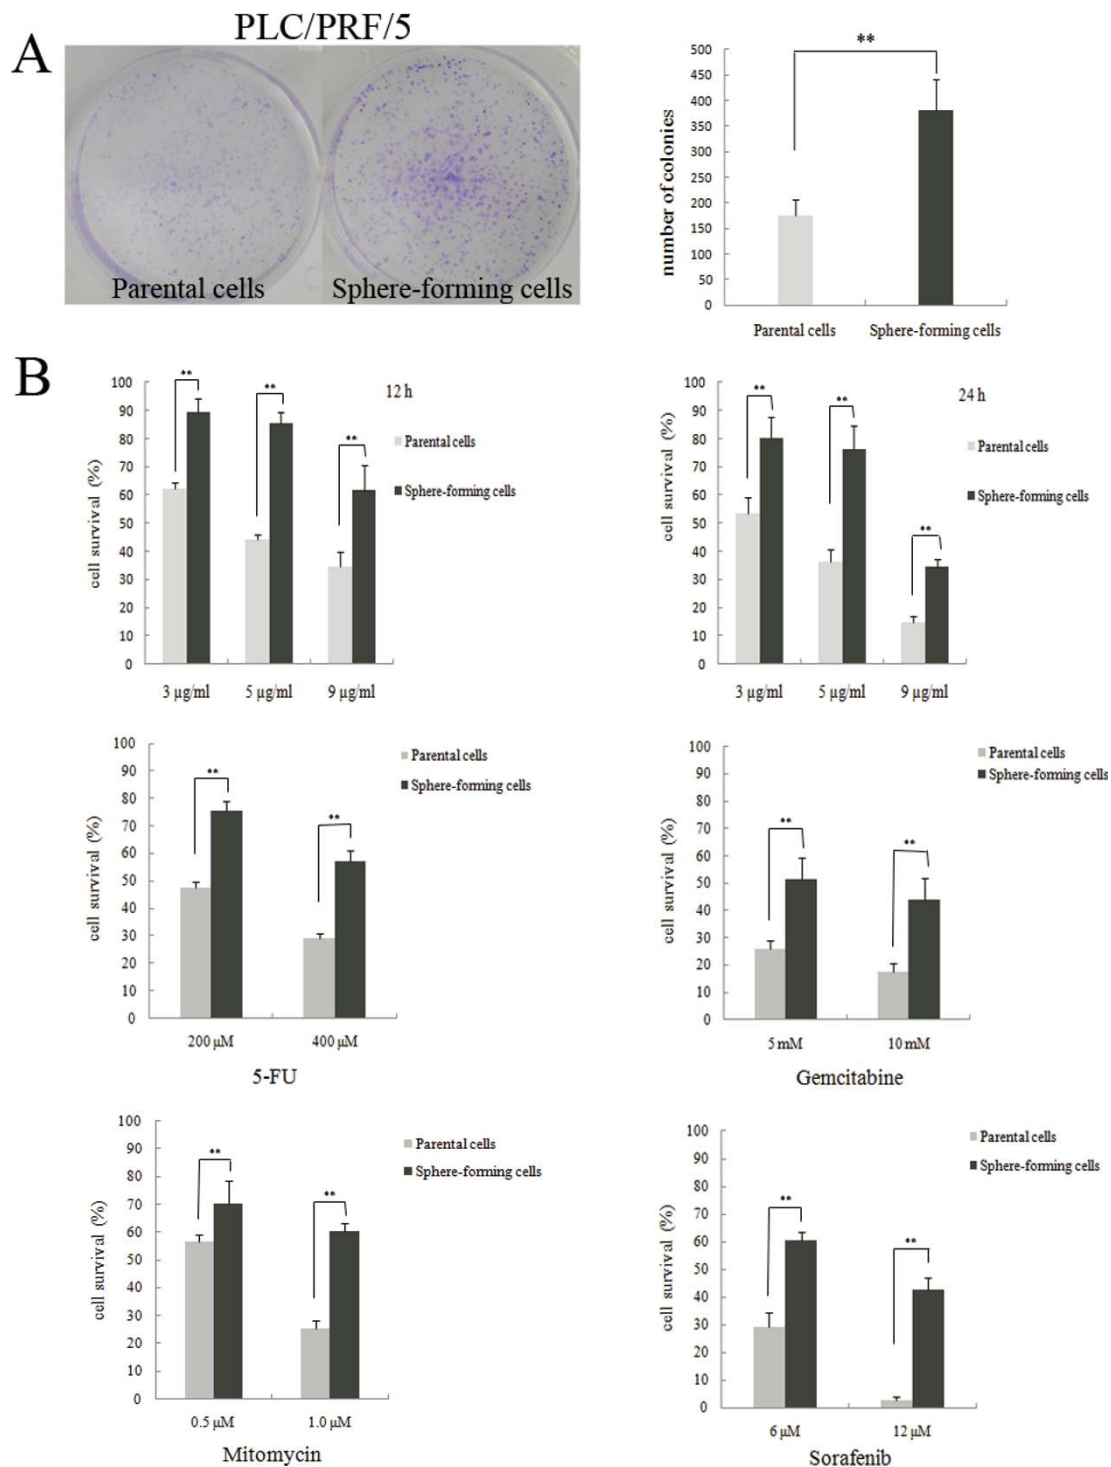 PLC/PRF/5
A
Parental cells
Sphere-forming cells
**
500
450
400
350
300
250
200
150
100
50
0
number of colonies
Parental cells
Sphere-forming cells
B
100
90
80
70
60
50
40
30
20
10
0
cell survival (%)
**
**
**
12 h
Parental cells
Sphere-forming cells
3 µg/ml
5 µg/ml
9 µg/ml
100
90
80
70
60
50
40
30
20
10
0
cell survival (%)
**
**
**
24 h
Parental cells
Sphere-forming cells
3 µg/ml
5 µg/ml
9 µg/ml
100
90
80
70
60
50
40
30
20
10
0
cell survival (%)
**
**
Parental cells
Sphere-forming cells
200 µM
400 µM
5-FU
100
90
80
70
60
50
40
30
20
10
0
cell survival (%)
**
**
Parental cells
Sphere-forming cells
5 mM
10 mM
Gemcitabine
100
90
80
70
60
50
40
30
20
10
0
cell survival (%)
**
**
Parental cells
Sphere-forming cells
0.5 µM
1.0 µM
Mitomycin
100
90
80
70
60
50
40
30
20
10
0
cell survival (%)
**
**
Parental cells
Sphere-forming cells
6 µM
12 µM
Sorafenib